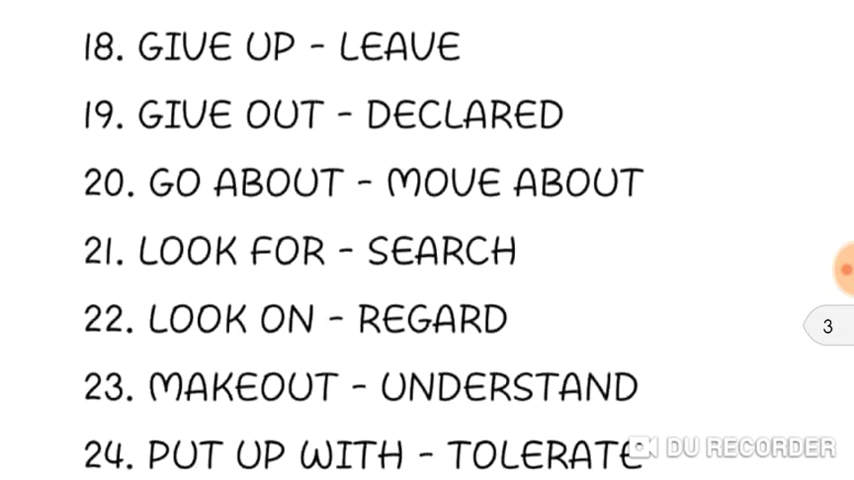 18. GIVE UP - LEAVE
19. GIVE OUT - DECLARED
20. GO ABOUT - MOVE ABOUT
21. LOOK FOR - SEARCH
3
22. LOOK ON - REGARD
23. MAKEOUT - UNDERSTAND
24. PUT UP WITH - TOLERATE
DU RECORDER